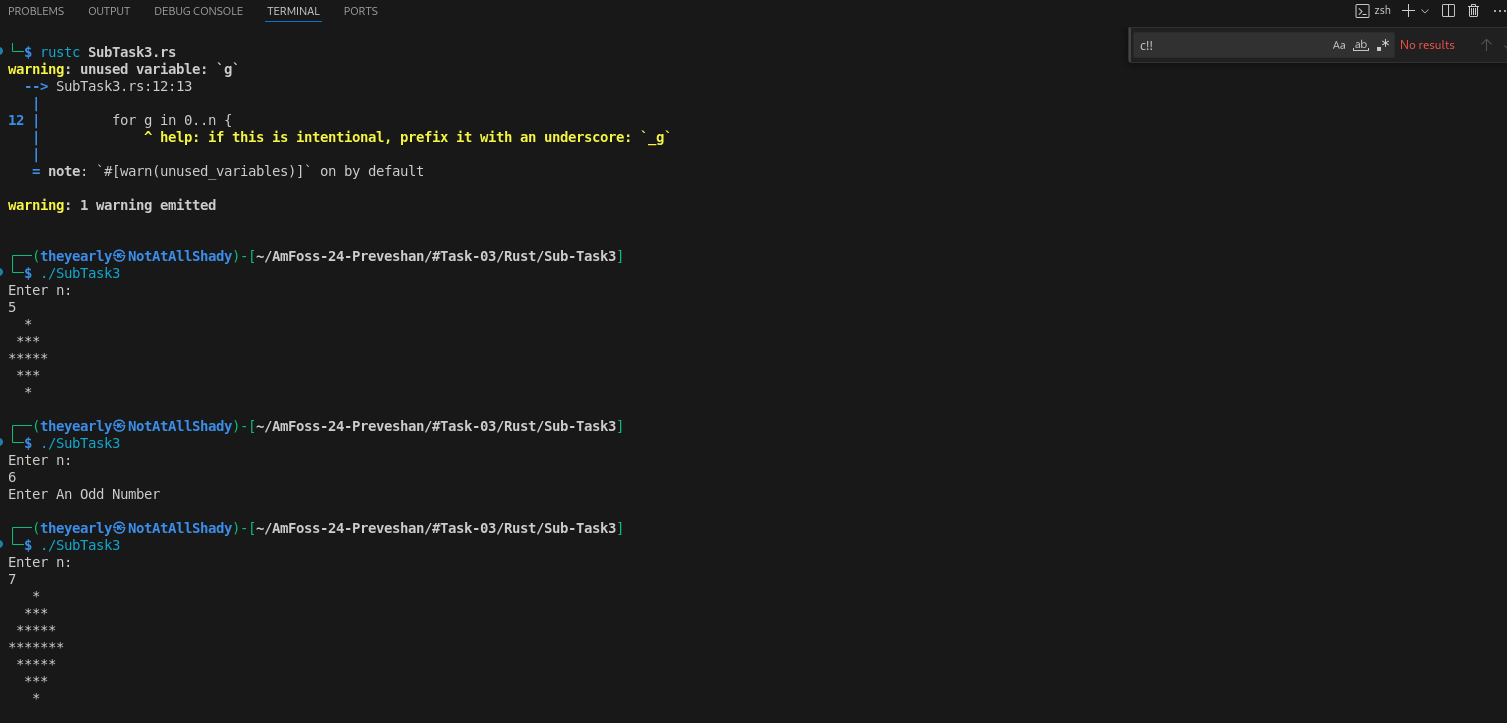 PROBLEMS OUTPUT DEBUG CONSOLE TERMINAL PORTS zsh
c!! Aa ab .* No results
└─$ rustc SubTask3.rs
warning: unused variable: `g`
  --> SubTask3.rs:12:13
   |
12 |         for g in 0..n {
   |             ^ help: if this is intentional, prefix it with an underscore: `_g`
   |
   = note: `#[warn(unused_variables)]` on by default
warning: 1 warning emitted
┌──(theyearly㉿NotAtAllShady)-[~/AmFoss-24-Preveshan/#Task-03/Rust/Sub-Task3]
└─$ ./SubTask3
Enter n:
5
  *
 ***
*****
 ***
  *
┌──(theyearly㉿NotAtAllShady)-[~/AmFoss-24-Preveshan/#Task-03/Rust/Sub-Task3]
└─$ ./SubTask3
Enter n:
6
Enter An Odd Number
┌──(theyearly㉿NotAtAllShady)-[~/AmFoss-24-Preveshan/#Task-03/Rust/Sub-Task3]
└─$ ./SubTask3
Enter n:
7
   *
  ***
 *****
*******
 *****
  ***
   *